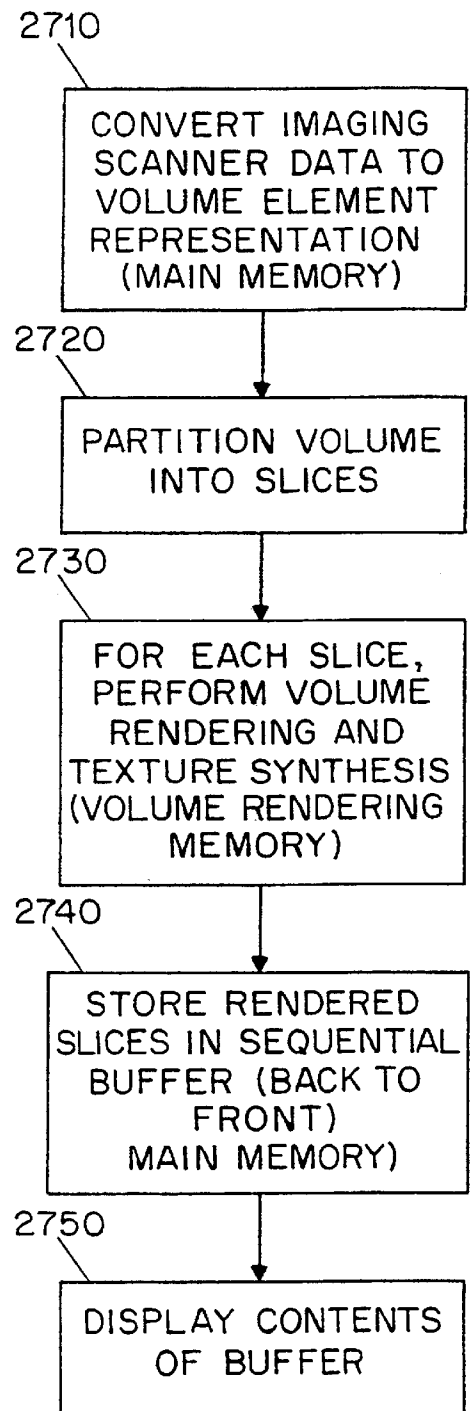 2710
CONVERT IMAGING
SCANNER DATA TO
VOLUME ELEMENT
REPRESENTATION
(MAIN MEMORY)
2720
PARTITION VOLUME
INTO SLICES
2730
FOR EACH SLICE,
PERFORM VOLUME
RENDERING AND
TEXTURE SYNTHESIS
(VOLUME RENDERING
MEMORY)
2740
STORE RENDERED
SLICES IN SEQUENTIAL
BUFFER (BACK TO
FRONT)
MAIN MEMORY)
2750
DISPLAY CONTENTS
OF BUFFER